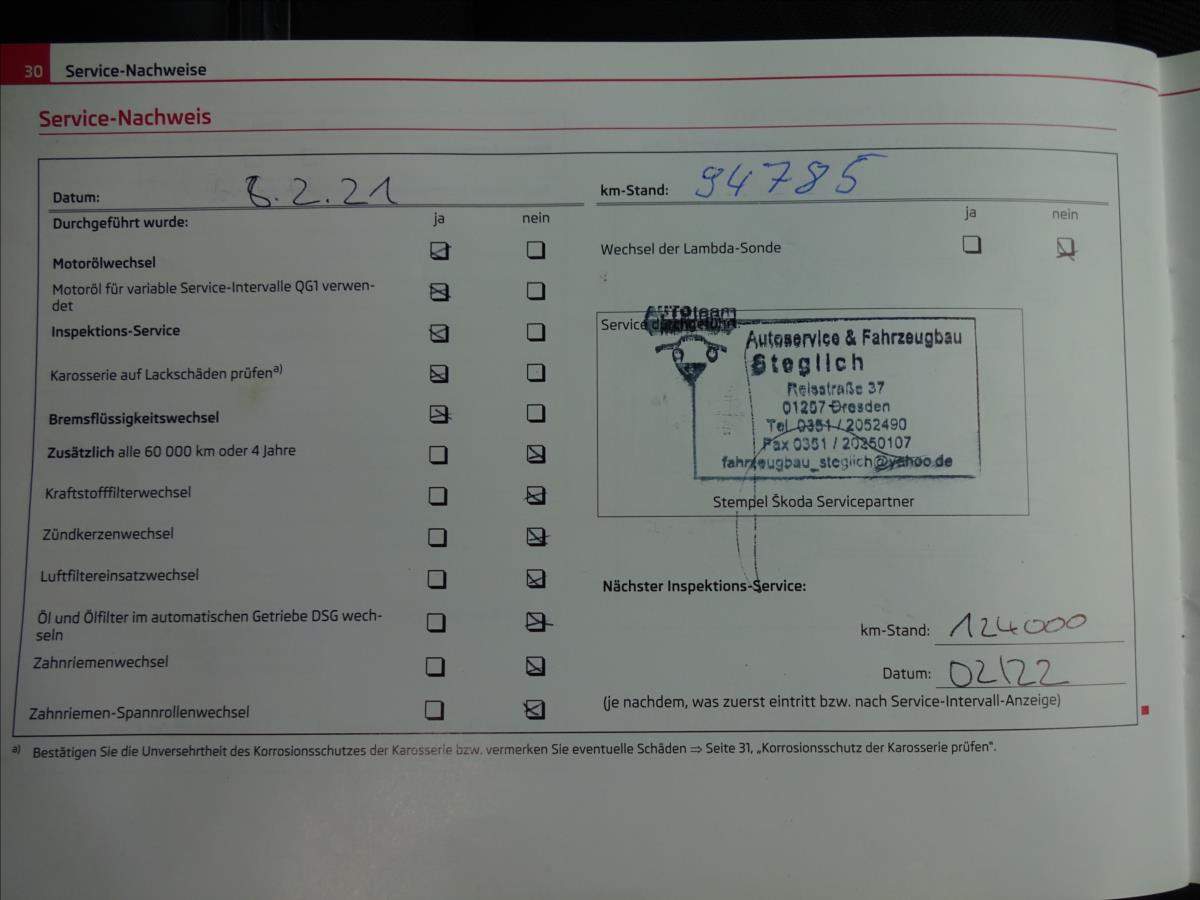 30 Service-Nachweise
Service-Nachweis
Datum: 8.2.21
Durchgeführt wurde: ja nein
Motorölwechsel
Motoröl für variable Service-Intervalle QG1 verwen-
det
Inspektions-Service
Karosserie auf Lackschäden prüfen a)
Bremsflüssigkeitswechsel
Zusätzlich alle 60 000 km oder 4 Jahre
Kraftstofffilterwechsel
Zündkerzenwechsel
Luftfiltereinsatzwechsel
Öl und Ölfilter im automatischen Getriebe DSG wech-
seln
Zahnriemenwechsel
Zahnriemen-Spannrollenwechsel
km-Stand: 94785
ja nein
Wechsel der Lambda-Sonde
AUTOteam
Service durchgeführt:
Autoservice & Fahrzeugbau
Steglich
Reisstraße 37
01257 Dresden
Tel. 0351 / 2052490
Fax 0351 / 20250107
fahrzeugbau_steglich@yahoo.de
Stempel Škoda Servicepartner
Nächster Inspektions-Service:
km-Stand: 124000
Datum: 02/22
(je nachdem, was zuerst eintritt bzw. nach Service-Intervall-Anzeige)
a) Bestätigen Sie die Unversehrtheit des Korrosionsschutzes der Karosserie bzw. vermerken Sie eventuelle Schäden ⇒ Seite 31, „Korrosionsschutz der Karosserie prüfen“.